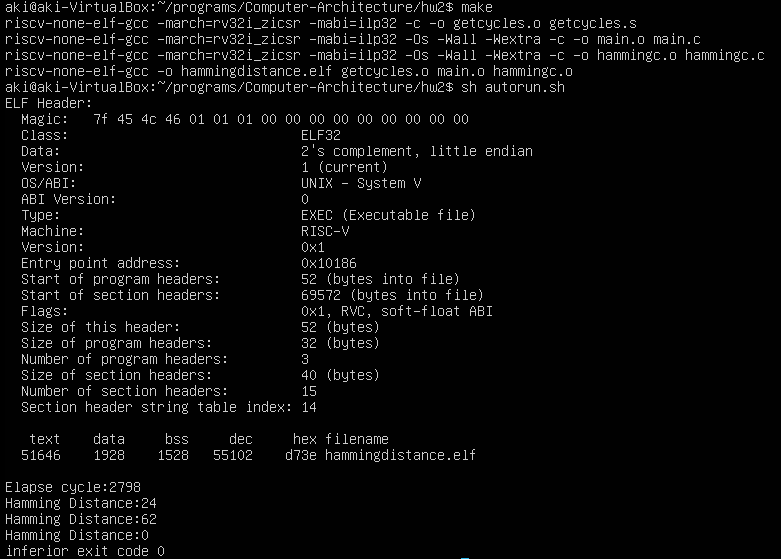 aki@aki-VirtualBox:~/programs/Computer-Architecture/hw2$ make
riscv-none-elf-gcc -march=rv32i_zicsr -mabi=ilp32 -c -o getcycles.o getcycles.s
riscv-none-elf-gcc -march=rv32i_zicsr -mabi=ilp32 -Os -Wall -Wextra -c -o main.o main.c
riscv-none-elf-gcc -march=rv32i_zicsr -mabi=ilp32 -Os -Wall -Wextra -c -o hammingc.o hammingc.c
riscv-none-elf-gcc -o hammingdistance.elf getcycles.o main.o hammingc.o
aki@aki-VirtualBox:~/programs/Computer-Architecture/hw2$ sh autorun.sh
ELF Header:
  Magic:   7f 45 4c 46 01 01 01 00 00 00 00 00 00 00 00 00
  Class:                             ELF32
  Data:                              2's complement, little endian
  Version:                           1 (current)
  OS/ABI:                            UNIX - System V
  ABI Version:                       0
  Type:                              EXEC (Executable file)
  Machine:                           RISC-V
  Version:                           0x1
  Entry point address:               0x10186
  Start of program headers:          52 (bytes into file)
  Start of section headers:          69572 (bytes into file)
  Flags:                             0x1, RVC, soft-float ABI
  Size of this header:               52 (bytes)
  Size of program headers:           32 (bytes)
  Number of program headers:         3
  Size of section headers:           40 (bytes)
  Number of section headers:         15
  Section header string table index: 14
   text    data     bss     dec     hex filename
  51646    1928    1528   55102    d73e hammingdistance.elf
Elapse cycle:2798
Hamming Distance:24
Hamming Distance:62
Hamming Distance:0
inferior exit code 0